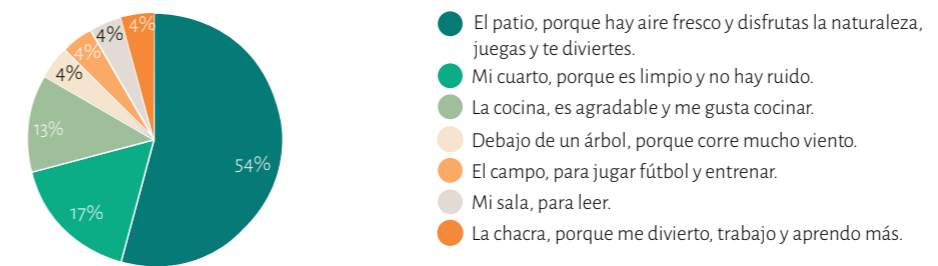 4%
4%
4%
4%
13%
54%
17%
El patio, porque hay aire fresco y disfrutas la naturaleza,
juegas y te diviertes.
Mi cuarto, porque es limpio y no hay ruido.
La cocina, es agradable y me gusta cocinar.
Debajo de un árbol, porque corre mucho viento.
El campo, para jugar fútbol y entrenar.
Mi sala, para leer.
La chacra, porque me divierto, trabajo y aprendo más.